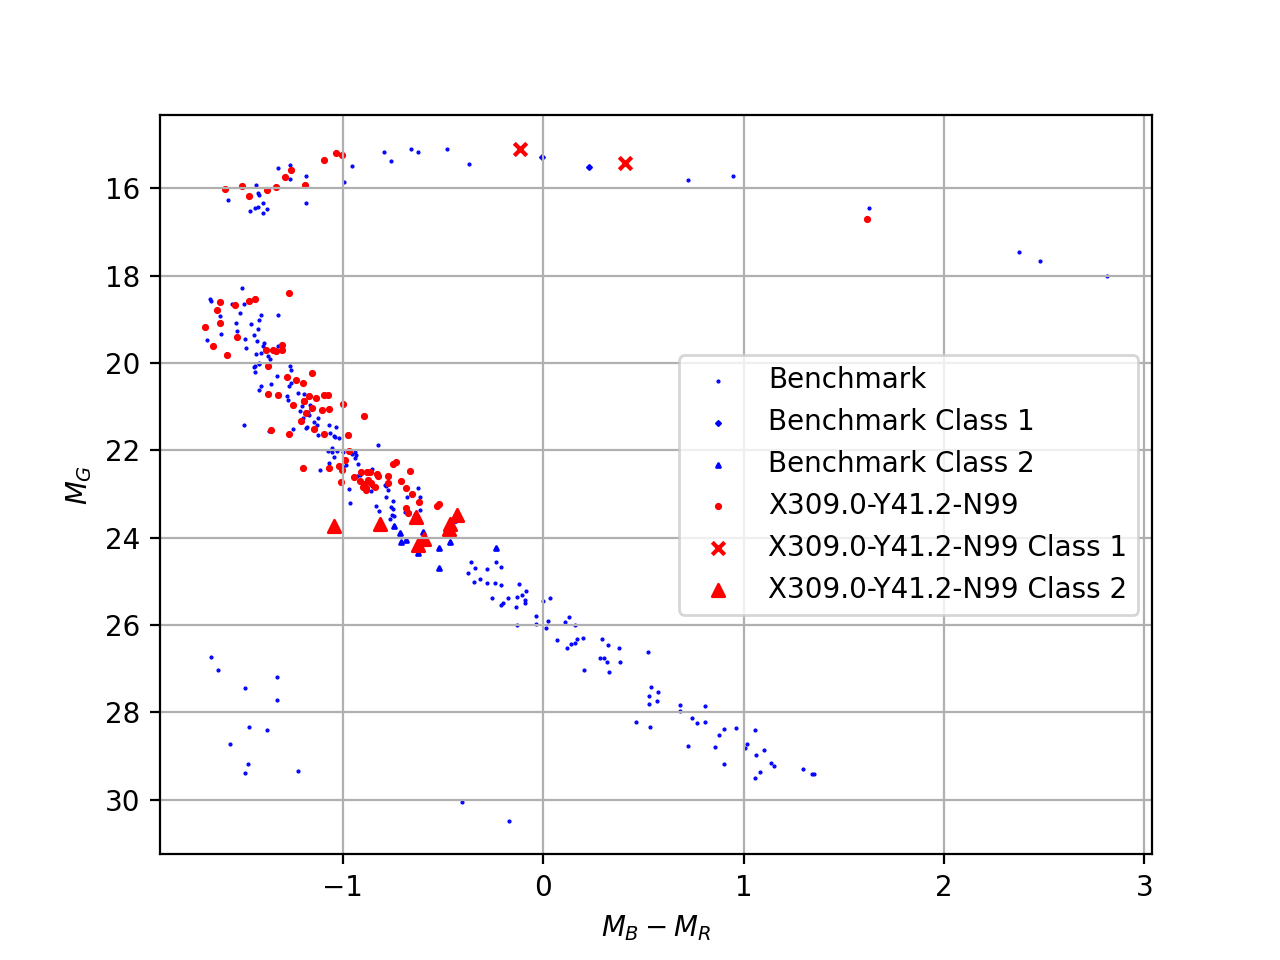 16
18
20
22
24
26
28
30
M_G
Benchmark
Benchmark Class 1
Benchmark Class 2
X309.0-Y41.2-N99
X309.0-Y41.2-N99 Class 1
X309.0-Y41.2-N99 Class 2
−1 0 1 2 3
M_B − M_R